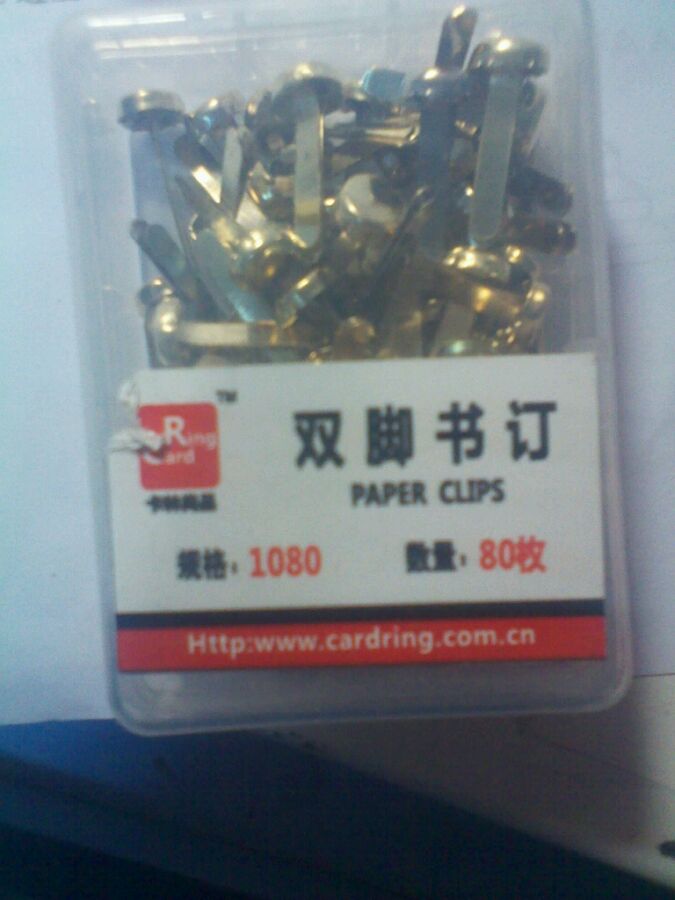 TM
Ring
Card
双脚书订
PAPER CLIPS
规格：1080
数量：80枚
Http:www.cardring.com.cn